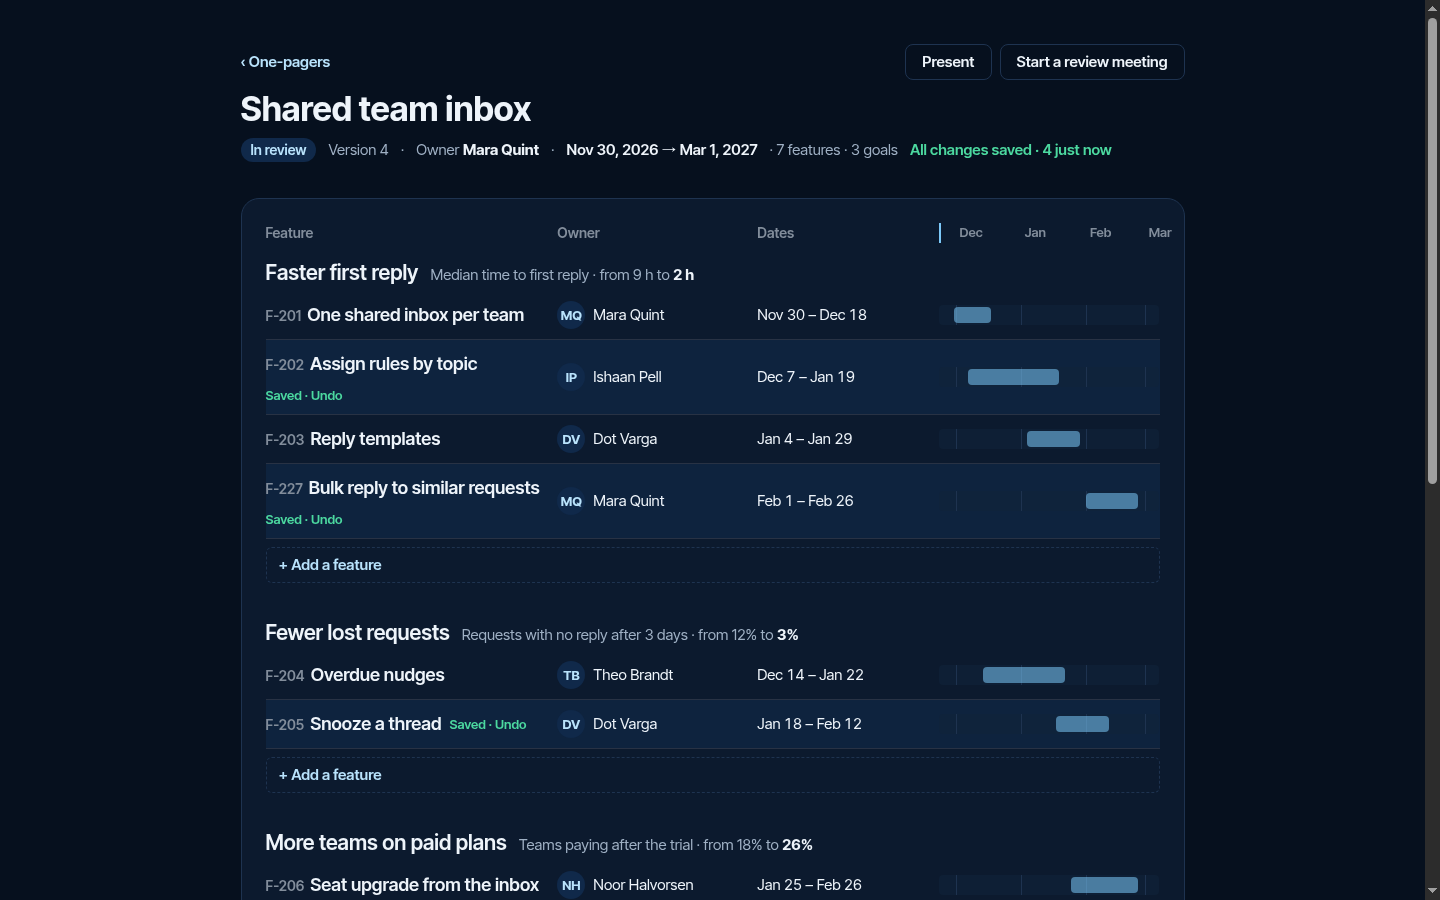 ‹ One-pagers
Present
Start a review meeting
Shared team inbox
In review Version 4 · Owner Mara Quint · Nov 30, 2026 → Mar 1, 2027 · 7 features · 3 goals All changes saved · 4 just now
Feature Owner Dates Dec Jan Feb Mar
Faster first reply Median time to first reply · from 9 h to 2 h
F-201 One shared inbox per team MQ Mara Quint Nov 30 – Dec 18
F-202 Assign rules by topic IP Ishaan Pell Dec 7 – Jan 19
Saved · Undo
F-203 Reply templates DV Dot Varga Jan 4 – Jan 29
F-227 Bulk reply to similar requests MQ Mara Quint Feb 1 – Feb 26
Saved · Undo
+ Add a feature
Fewer lost requests Requests with no reply after 3 days · from 12% to 3%
F-204 Overdue nudges TB Theo Brandt Dec 14 – Jan 22
F-205 Snooze a thread Saved · Undo DV Dot Varga Jan 18 – Feb 12
+ Add a feature
More teams on paid plans Teams paying after the trial · from 18% to 26%
F-206 Seat upgrade from the inbox NH Noor Halvorsen Jan 25 – Feb 26